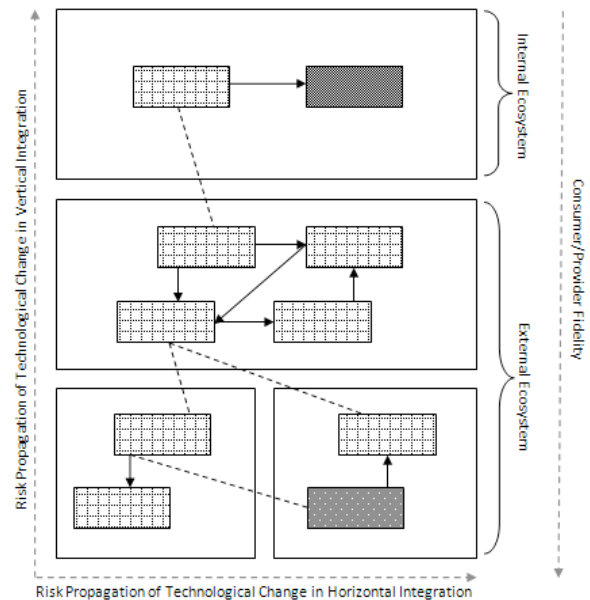 Risk Propagation of Technological Change in Vertical Integration
Internal Ecosystem
External Ecosystem
Consumer/Provider Fidelity
Risk Propagation of Technological Change in Horizontal Integration